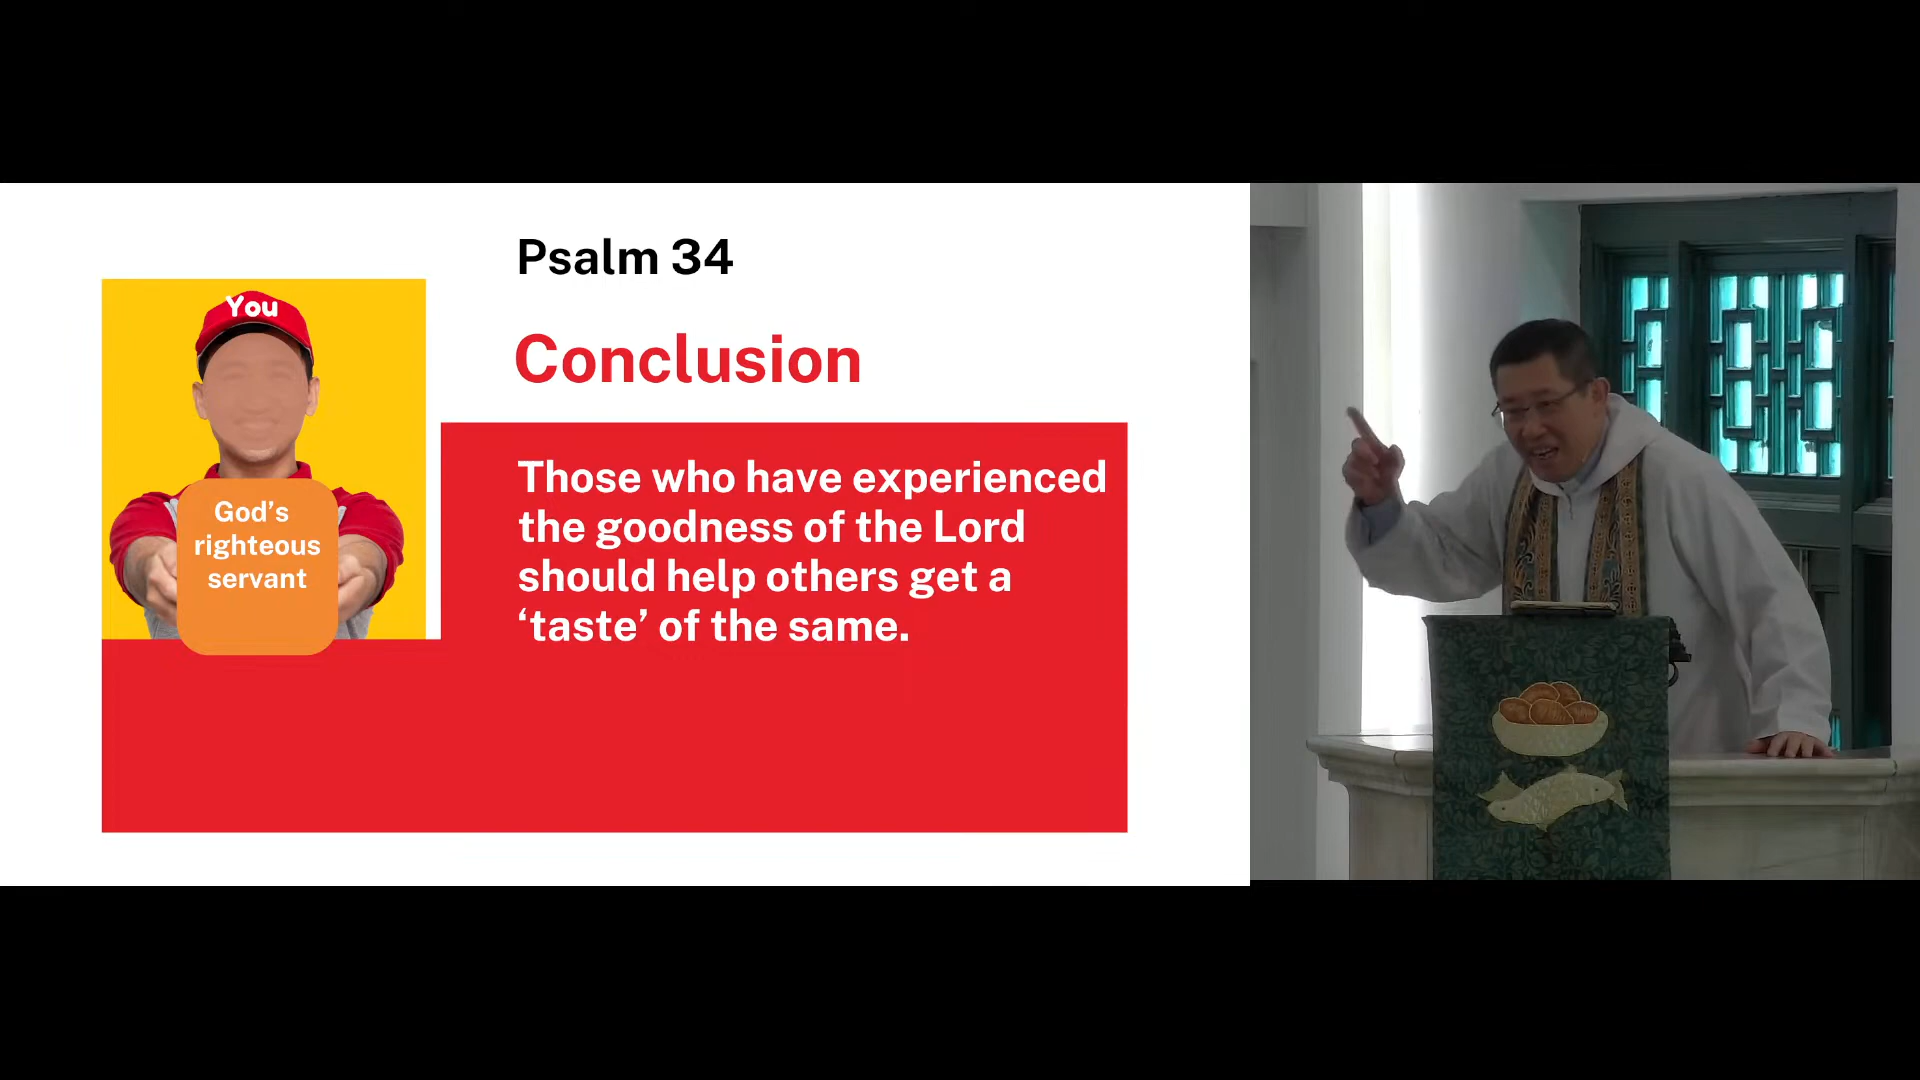 Psalm 34
Conclusion
You
God’s
righteous
servant
Those who have experienced
the goodness of the Lord
should help others get a
‘taste’ of the same.